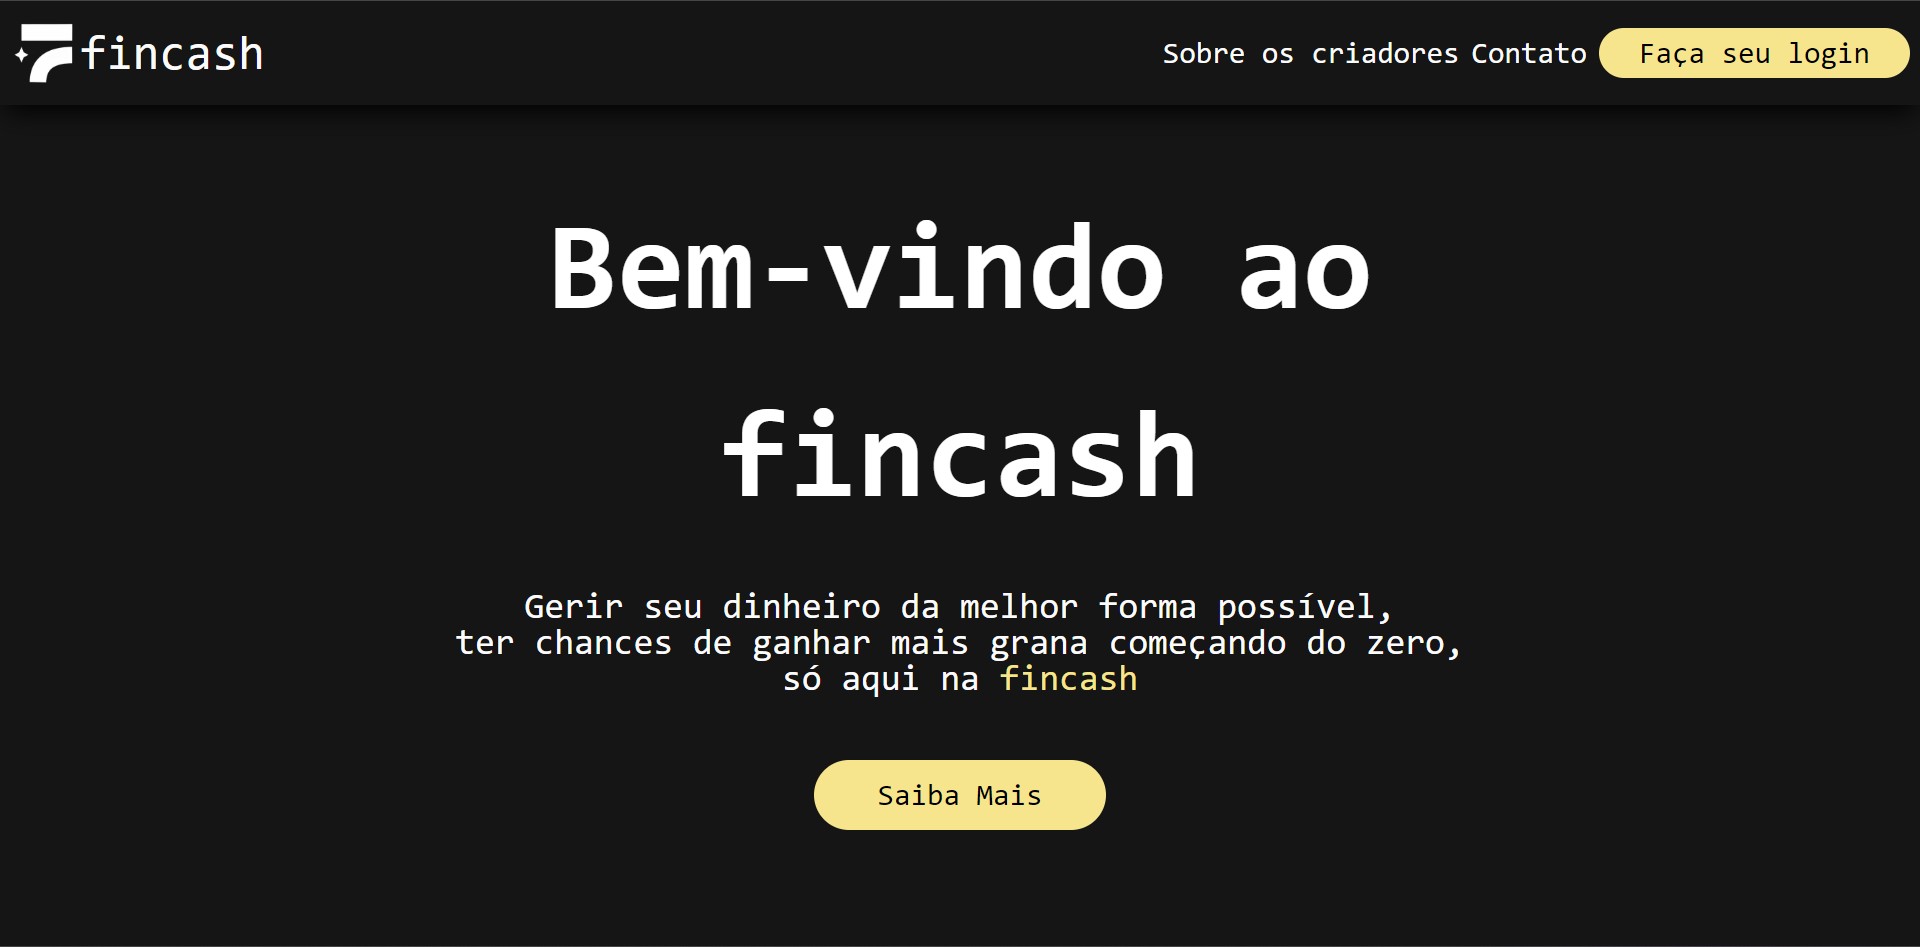 fincash
Sobre os criadores Contato Faça seu login
Bem-vindo ao
fincash
Gerir seu dinheiro da melhor forma possível,
ter chances de ganhar mais grana começando do zero,
só aqui na fincash
Saiba Mais